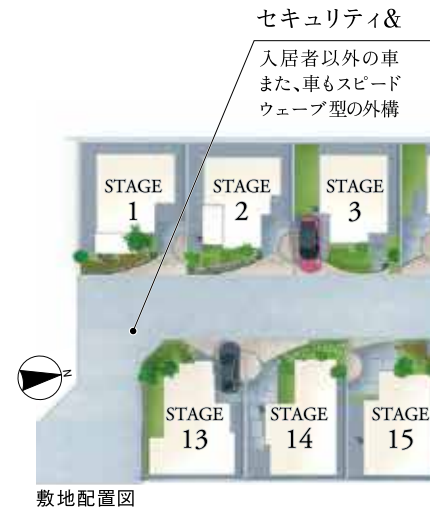 セキュリティ&
入居者以外の車
また、車もスピード
ウェーブ型の外構
STAGE
1
STAGE
2
STAGE
3
N
STAGE
13
STAGE
14
STAGE
15
敷地配置図